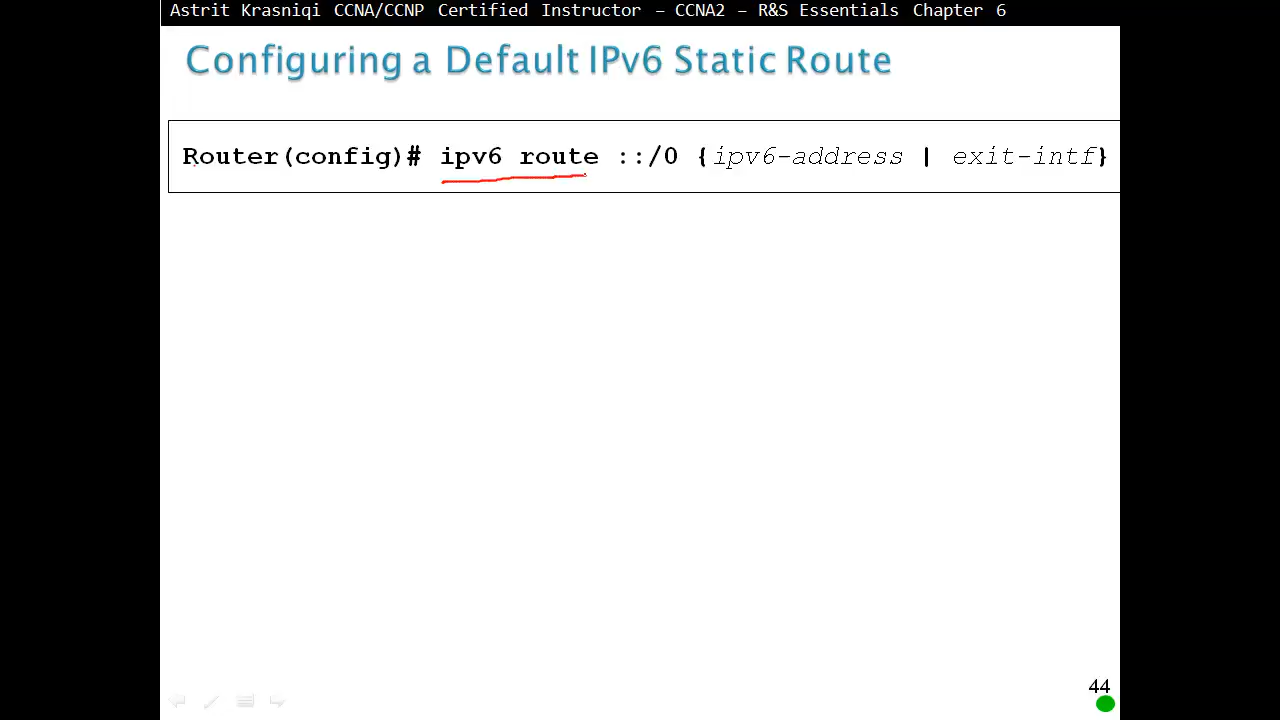 Astrit Krasniqi CCNA/CCNP Certified Instructor – CCNA2 – R&S Essentials Chapter 6
Configuring a Default IPv6 Static Route
Router(config)# ipv6 route ::/0 {ipv6-address | exit-intf}
44